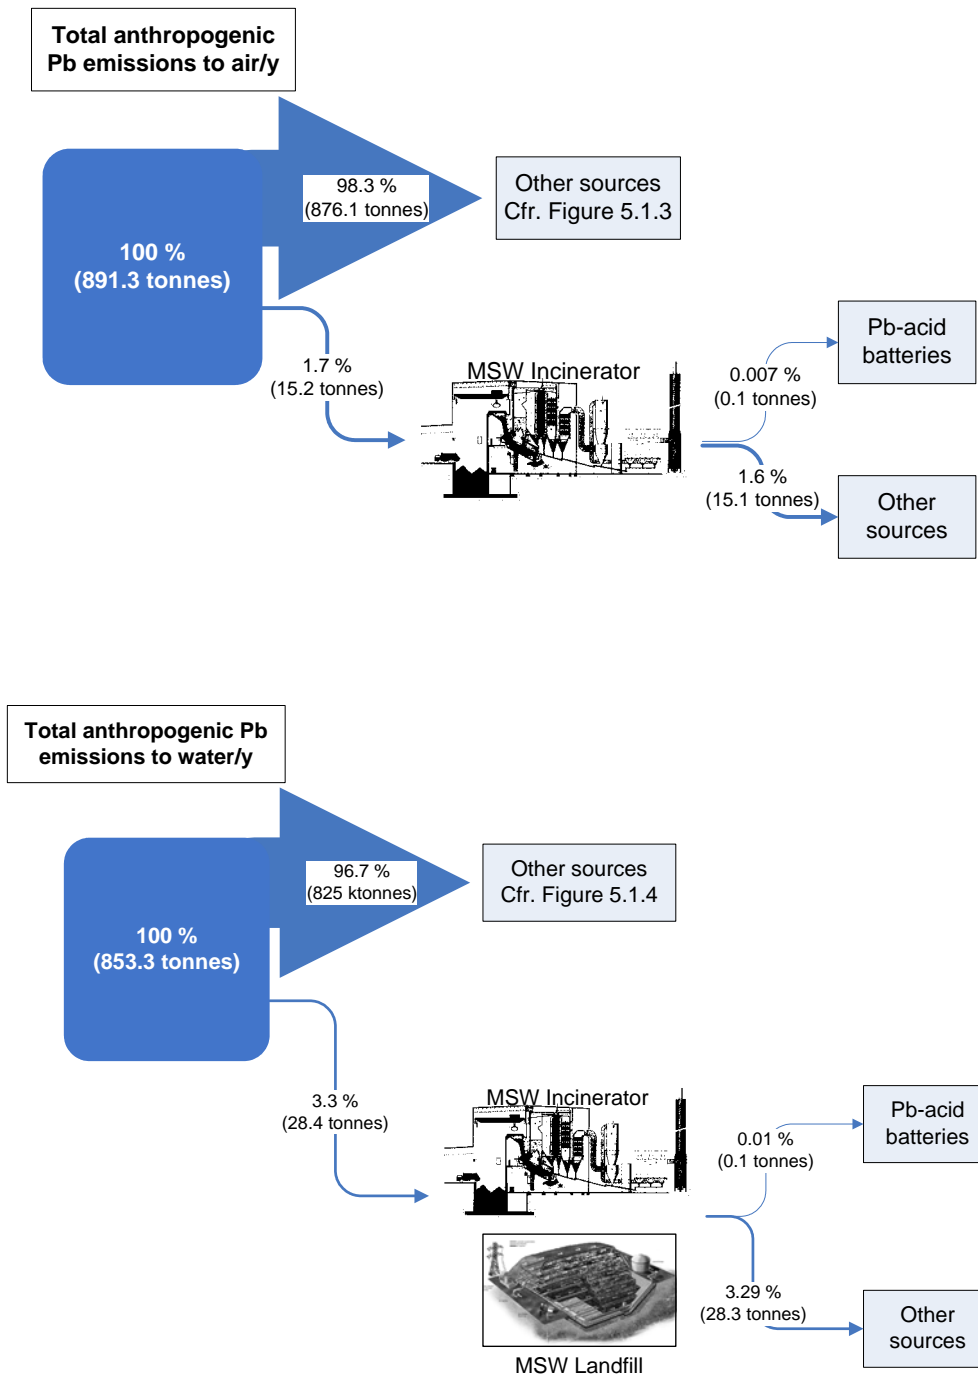 Total anthropogenic
Pb emissions to air/y
98.3 %
(876.1 tonnes)
Other sources
Cfr. Figure 5.1.3
100 %
(891.3 tonnes)
1.7 %
(15.2 tonnes)
MSW Incinerator
0.007 %
(0.1 tonnes)
Pb-acid
batteries
1.6 %
(15.1 tonnes)
Other
sources
Total anthropogenic Pb
emissions to water/y
96.7 %
(825 ktonnes)
Other sources
Cfr. Figure 5.1.4
100 %
(853.3 tonnes)
3.3 %
(28.4 tonnes)
MSW Incinerator
0.01 %
(0.1 tonnes)
Pb-acid
batteries
3.29 %
(28.3 tonnes)
Other
sources
MSW Landfill